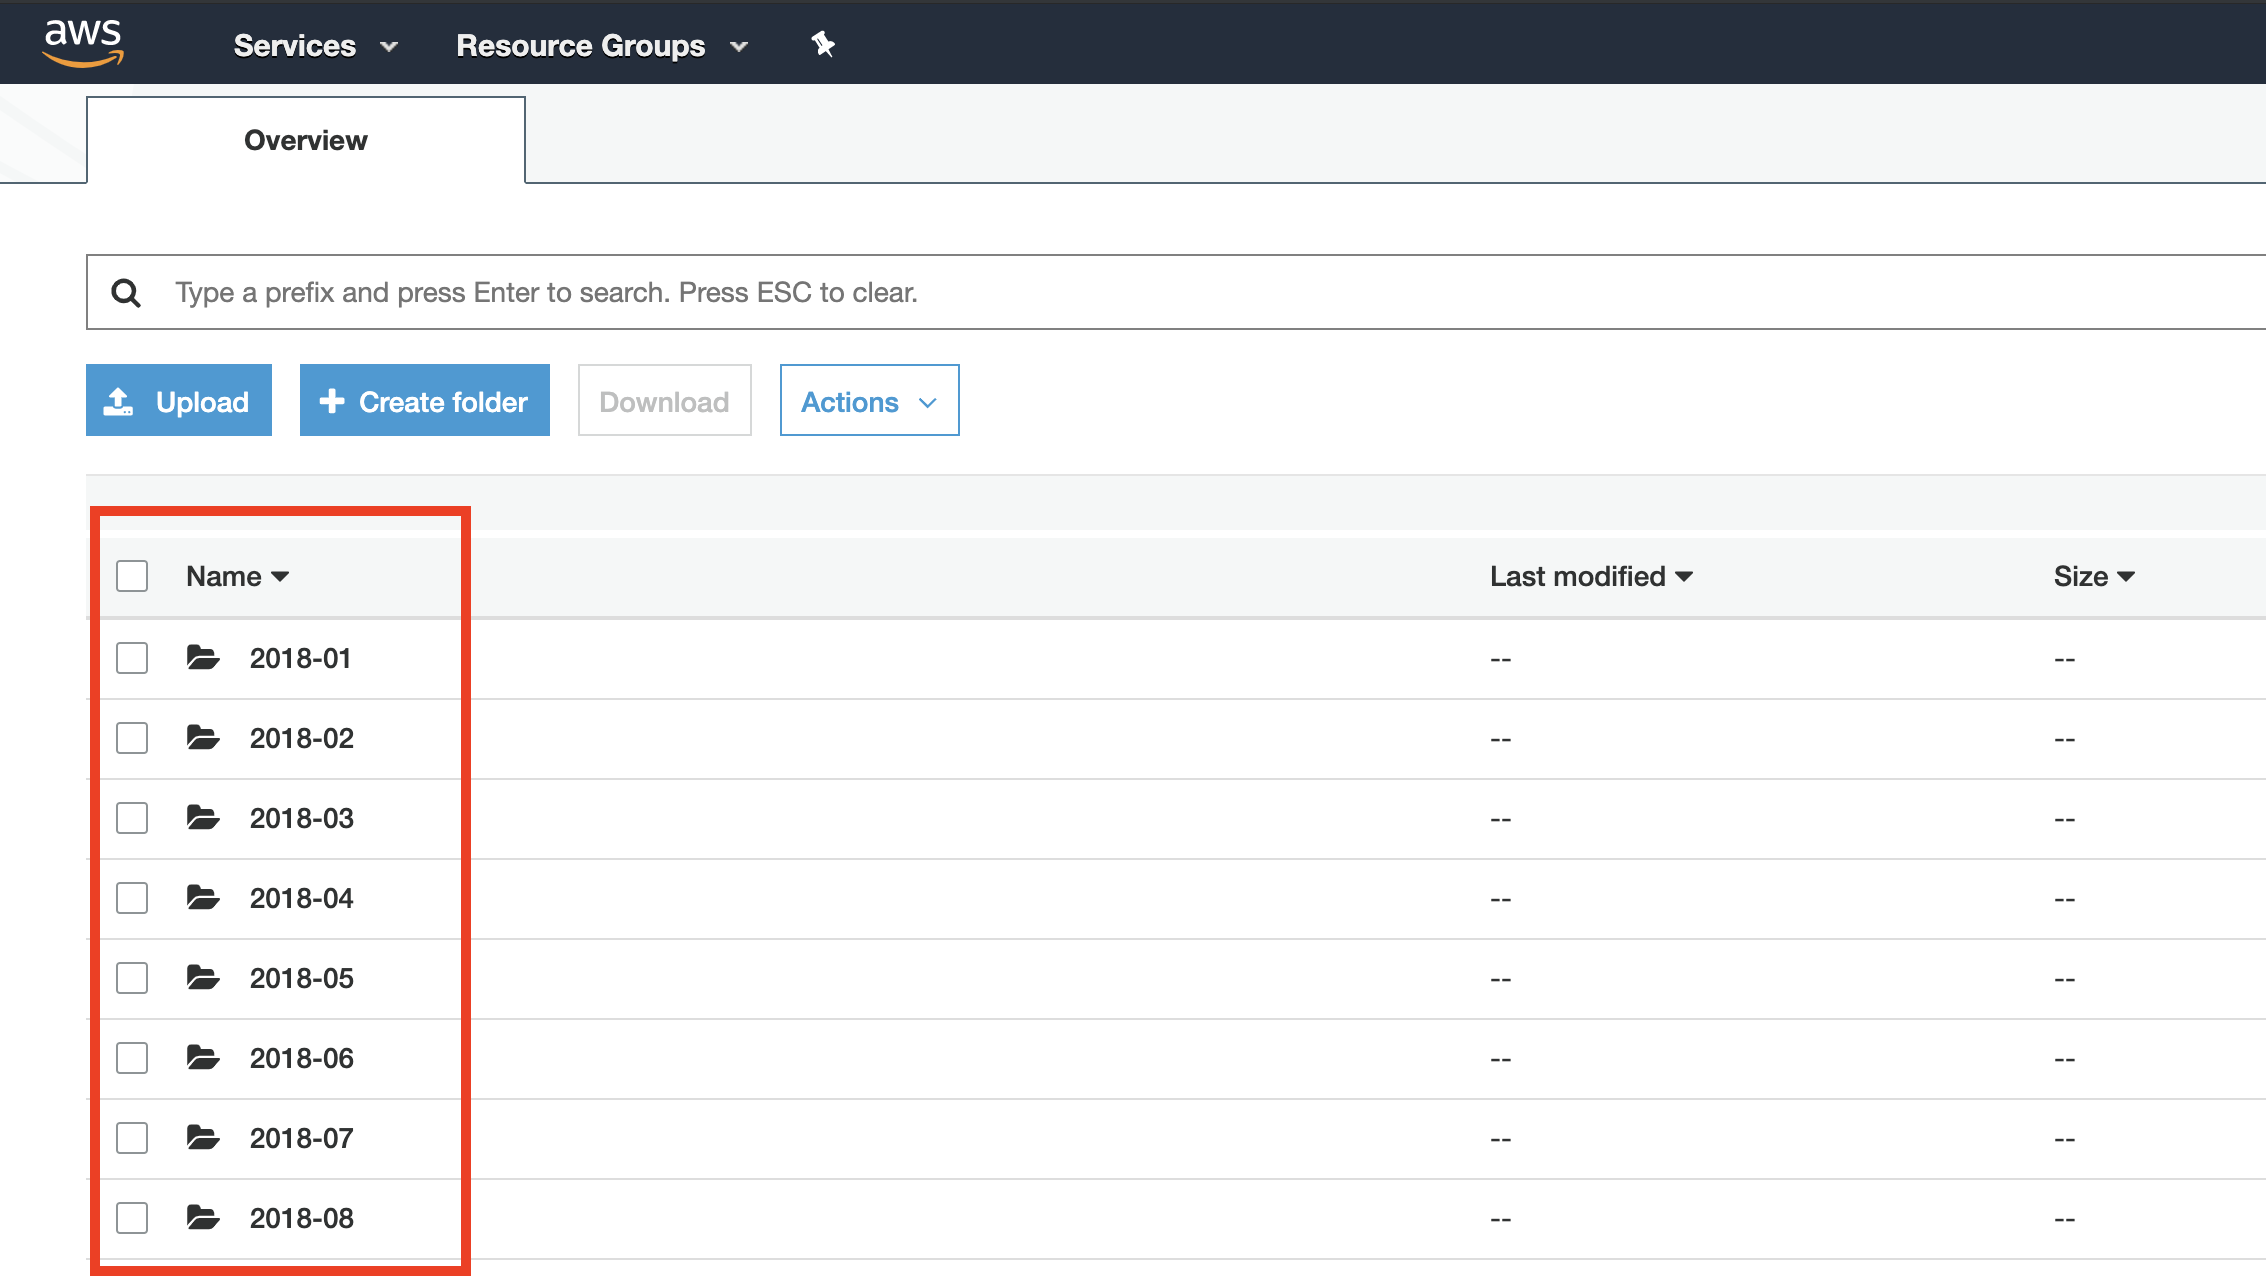 aws Services Resource Groups
Overview
Type a prefix and press Enter to search. Press ESC to clear.
Upload Create folder Download Actions
Name Last modified Size
2018-01 -- --
2018-02 -- --
2018-03 -- --
2018-04 -- --
2018-05 -- --
2018-06 -- --
2018-07 -- --
2018-08 -- --